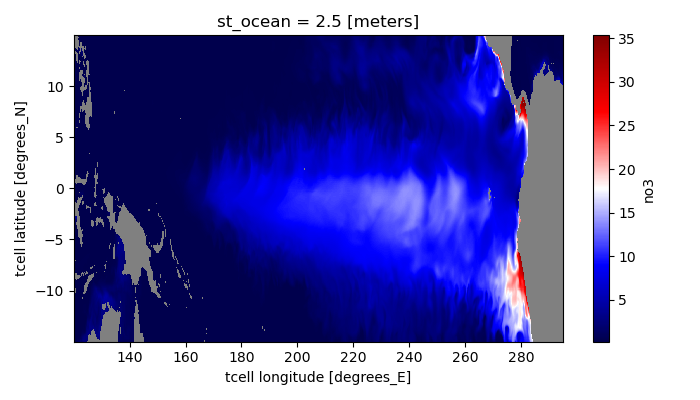 st_ocean = 2.5 [meters]
tcell latitude [degrees_N]
10
5
0
−5
−10
140 160 180 200 220 240 260 280
tcell longitude [degrees_E]
35
30
25
20
15
10
5
no3